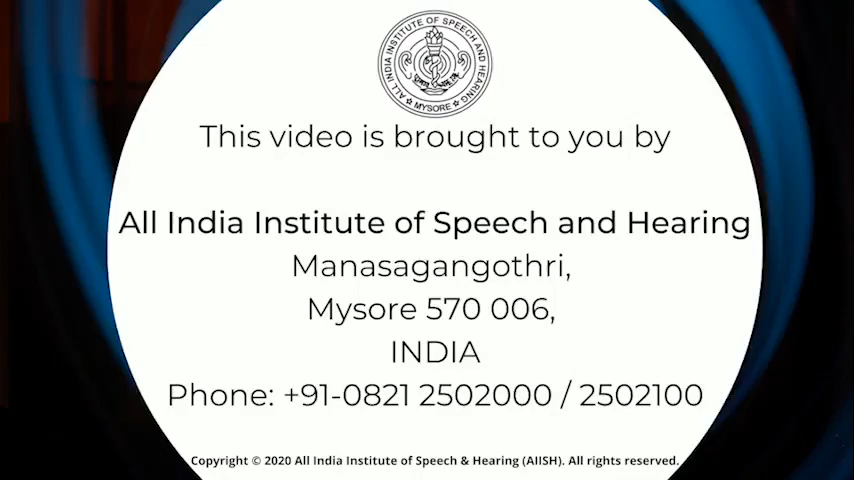 ALL INDIA INSTITUTE OF SPEECH AND HEARING
★ MYSORE ★
This video is brought to you by
All India Institute of Speech and Hearing
Manasagangothri,
Mysore 570 006,
INDIA
Phone: +91-0821 2502000 / 2502100
Copyright © 2020 All India Institute of Speech & Hearing (AIISH). All rights reserved.